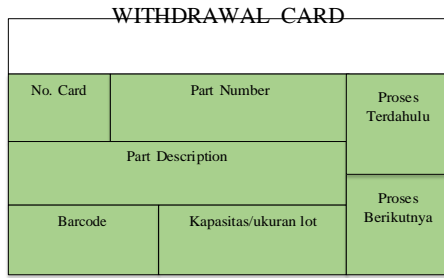 WITHDRAWAL CARD
No. Card
Part Number
Proses
Terdahulu
Part Description
Proses
Berikutnya
Barcode
Kapasitas/ukuran lot